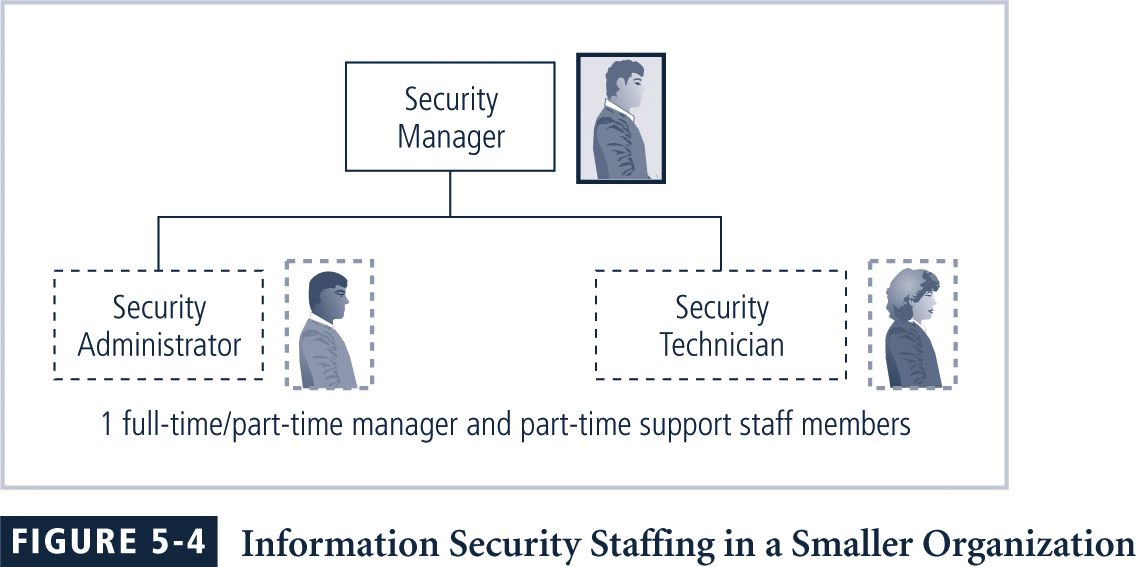 Security
Manager
Security
Administrator
Security
Technician
1 full-time/part-time manager and part-time support staff members
FIGURE 5-4 Information Security Staffing in a Smaller Organization